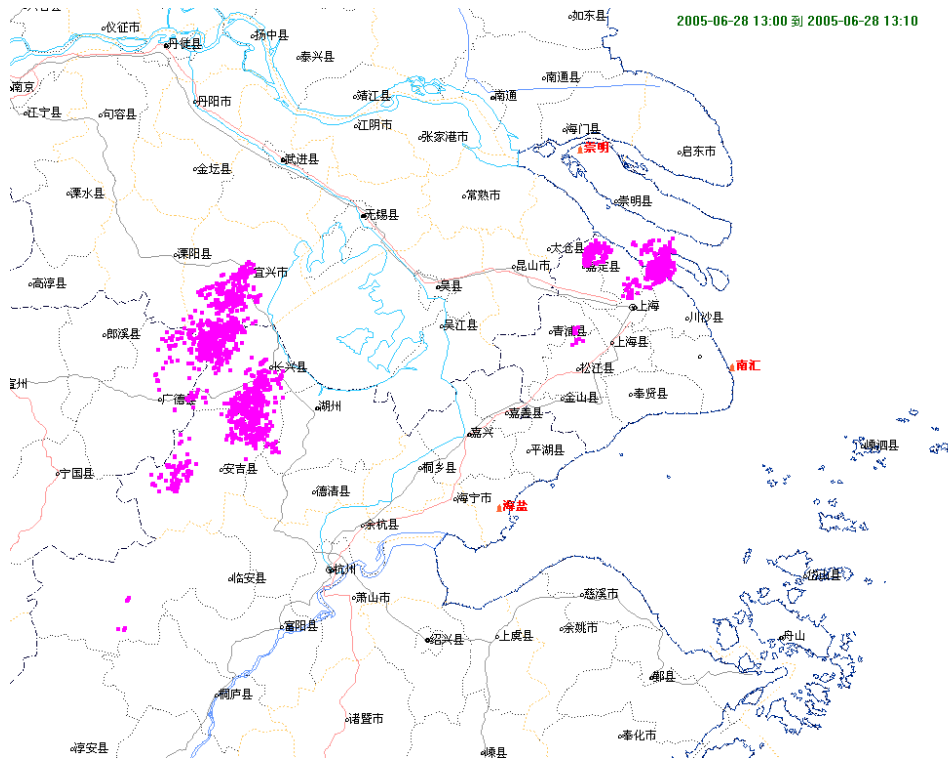 如东县
2005-06-28 13:00 到 2005-06-28 13:10
仪征市
扬中县
丹徒县
泰兴县
南通县
南京
靖江县
南通
丹阳市
江宁县
句容县
江阴市
海门县
张家港市
崇明
启东市
武进县
金坛县
溧水县
常熟市
崇明县
无锡县
太仓县
溧阳县
昆山市
嘉定县
宜兴市
高淳县
吴县
上海
川沙县
吴江县
郎溪县
青浦县
上海县
长兴县
松江县
南汇
宣州
广德县
金山县
奉贤县
湖州
嘉善县
嘉兴
嵊泗县
平湖县
宁国县
安吉县
桐乡县
德清县
海宁市
海盐
余杭县
杭州
临安县
岱山县
萧山市
慈溪市
富阳县
余姚市
绍兴县
上虞县
舟山
鄞县
桐庐县
诸暨市
奉化市
淳安县
嵊县